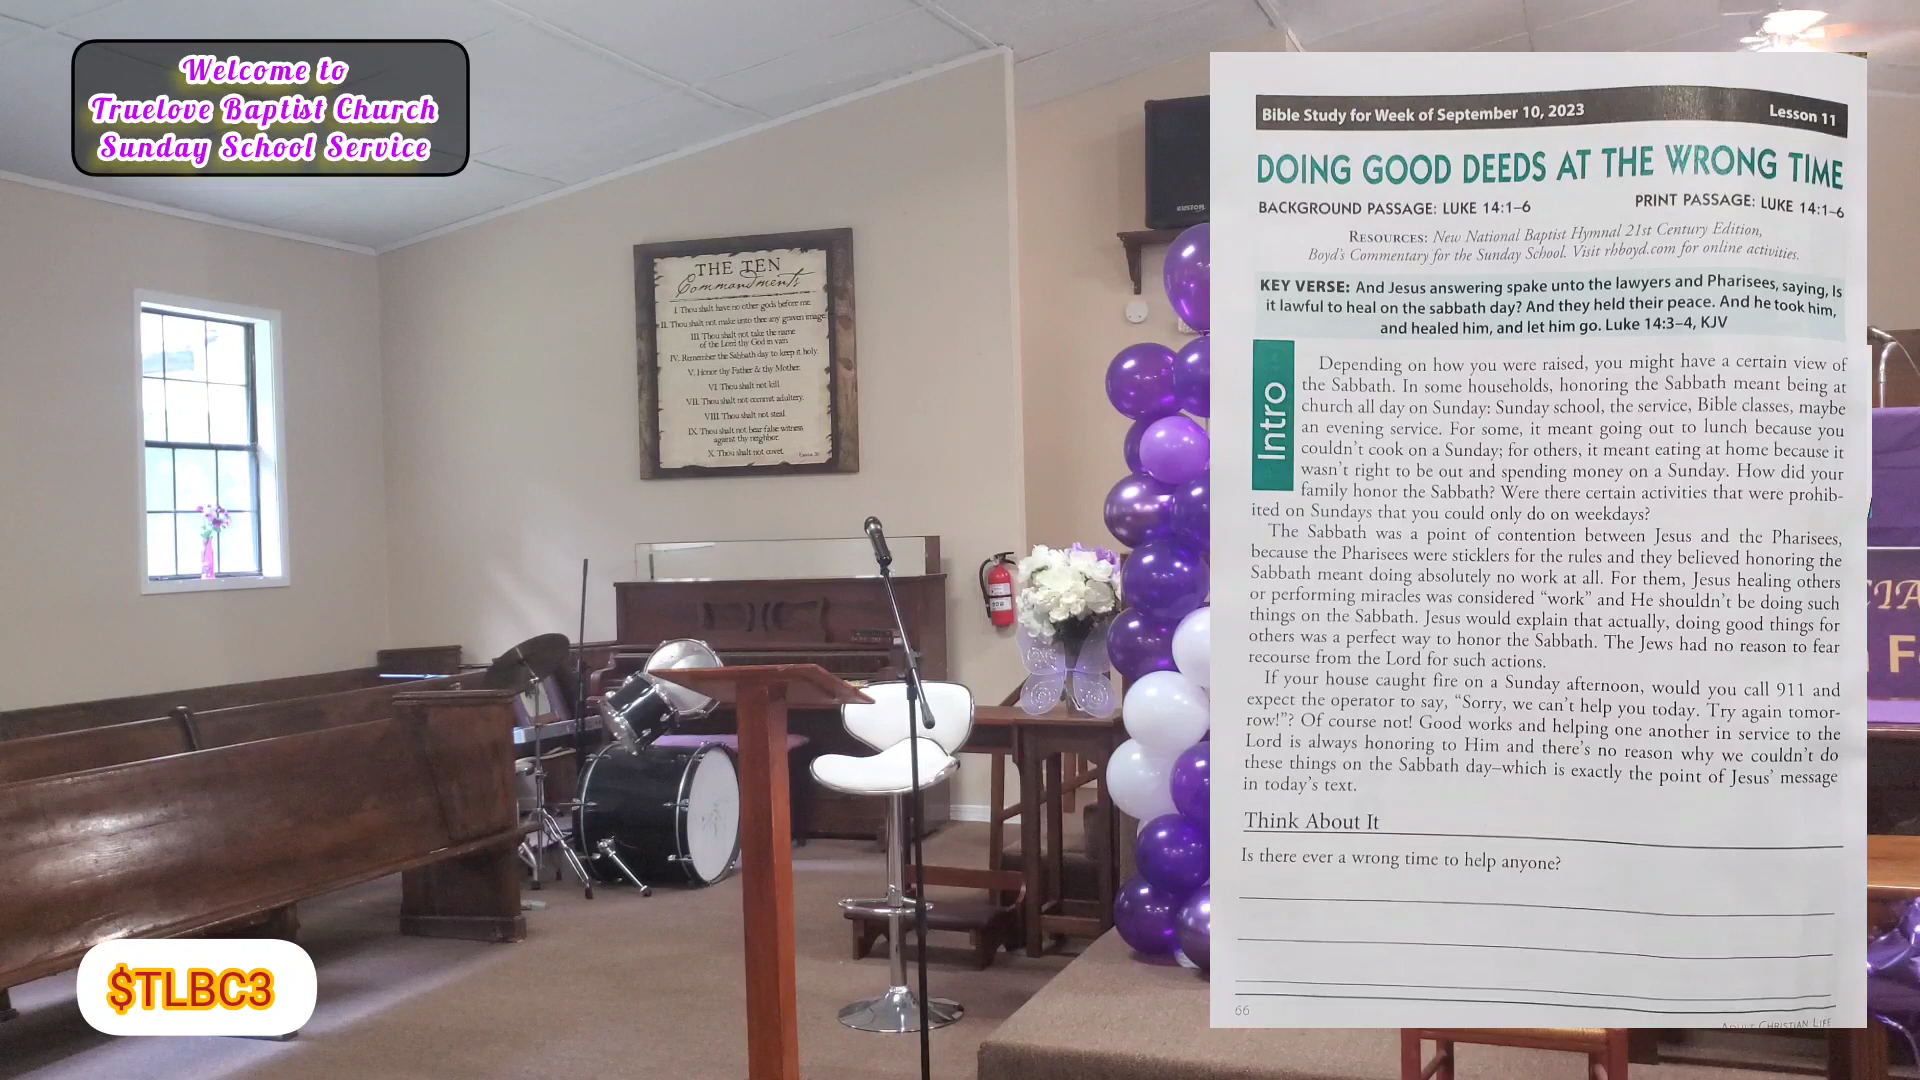 Welcome to
Truelove Baptist Church
Sunday School Service
THE TEN
Commandments
I. Thou shalt have no other gods before me.
II. Thou shalt not make unto thee any graven image
III. Thou shalt not take the name
of the Lord thy God in vain
IV. Remember the Sabbath day to keep it holy.
V. Honor thy Father & thy Mother.
VI. Thou shalt not kill
VII. Thou shalt not commit adultery.
VIII. Thou shalt not steal
IX. Thou shalt not bear false witness
against thy neighbor.
X. Thou shalt not covet.
$TLBC3
Bible Study for Week of September 10, 2023 Lesson 11
DOING GOOD DEEDS AT THE WRONG TIME
BACKGROUND PASSAGE: LUKE 14:1–6 PRINT PASSAGE: LUKE 14:1–6
RESOURCES: New National Baptist Hymnal 21st Century Edition,
Boyd's Commentary for the Sunday School. Visit rhboyd.com for online activities.
KEY VERSE: And Jesus answering spake unto the lawyers and Pharisees, saying, Is
it lawful to heal on the sabbath day? And they held their peace. And he took him,
and healed him, and let him go. Luke 14:3–4, KJV
Intro
Depending on how you were raised, you might have a certain view of
the Sabbath. In some households, honoring the Sabbath meant being at
church all day on Sunday: Sunday school, the service, Bible classes, maybe
an evening service. For some, it meant going out to lunch because you
couldn't cook on a Sunday; for others, it meant eating at home because it
wasn't right to be out and spending money on a Sunday. How did your
family honor the Sabbath? Were there certain activities that were prohib-
ited on Sundays that you could only do on weekdays?
The Sabbath was a point of contention between Jesus and the Pharisees,
because the Pharisees were sticklers for the rules and they believed honoring the
Sabbath meant doing absolutely no work at all. For them, Jesus healing others
or performing miracles was considered “work” and He shouldn't be doing such
things on the Sabbath. Jesus would explain that actually, doing good things for
others was a perfect way to honor the Sabbath. The Jews had no reason to fear
recourse from the Lord for such actions.
If your house caught fire on a Sunday afternoon, would you call 911 and
expect the operator to say, “Sorry, we can't help you today. Try again tomor-
row!”? Of course not! Good works and helping one another in service to the
Lord is always honoring to Him and there's no reason why we couldn't do
these things on the Sabbath day–which is exactly the point of Jesus' message
in today's text.
Think About It
Is there ever a wrong time to help anyone?
66
ADULT CHRISTIAN LIFE
CIA
F